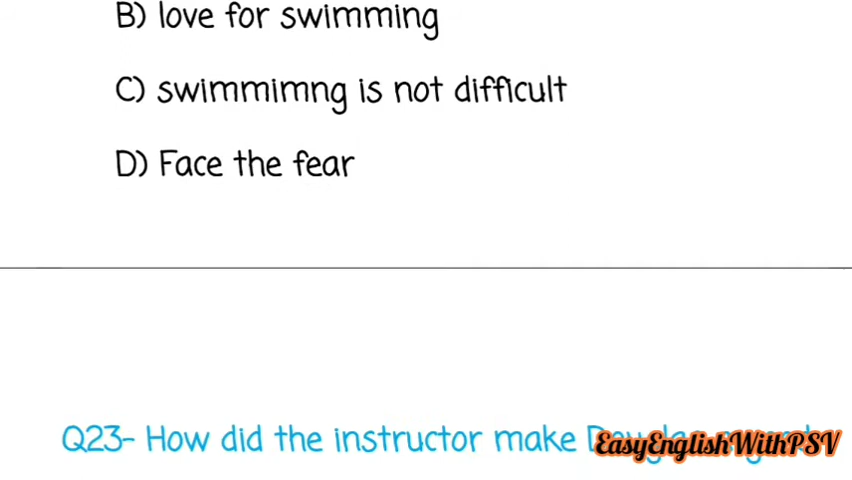 B) love for swimming
C) swimmimng is not difficult
D) Face the fear
Q23- How did the instructor make
EasyEnglishWithPSV